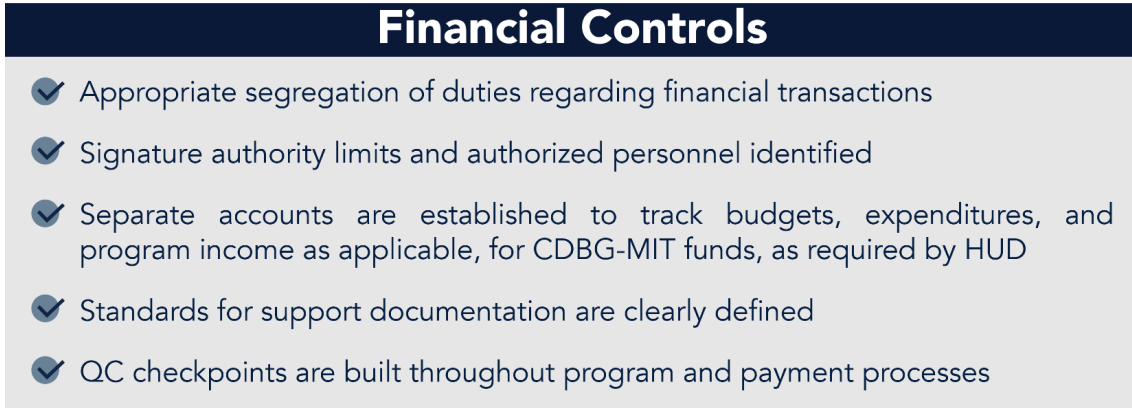 Financial Controls
Appropriate segregation of duties regarding financial transactions
Signature authority limits and authorized personnel identified
Separate accounts are established to track budgets, expenditures, and
program income as applicable, for CDBG-MIT funds, as required by HUD
Standards for support documentation are clearly defined
QC checkpoints are built throughout program and payment processes